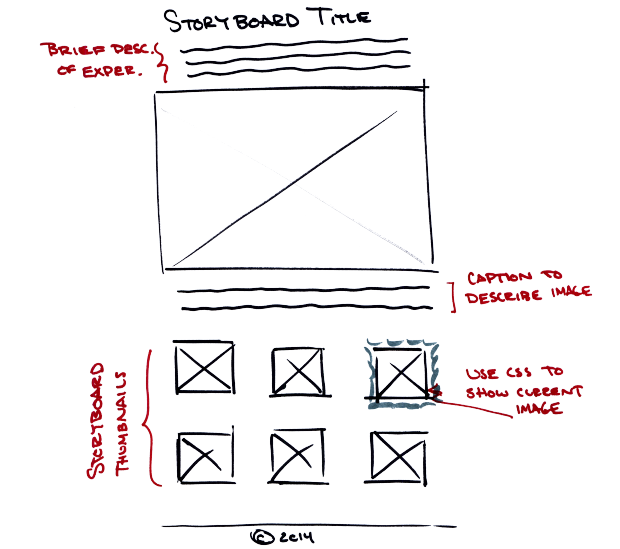 STORYBOARD TITLE
BRIEF DESC.
OF EXPER.
CAPTION TO
DESCRIBE IMAGE
STORYBOARD
THUMBNAILS
USE CSS TO
SHOW CURRENT
IMAGE
© 2014